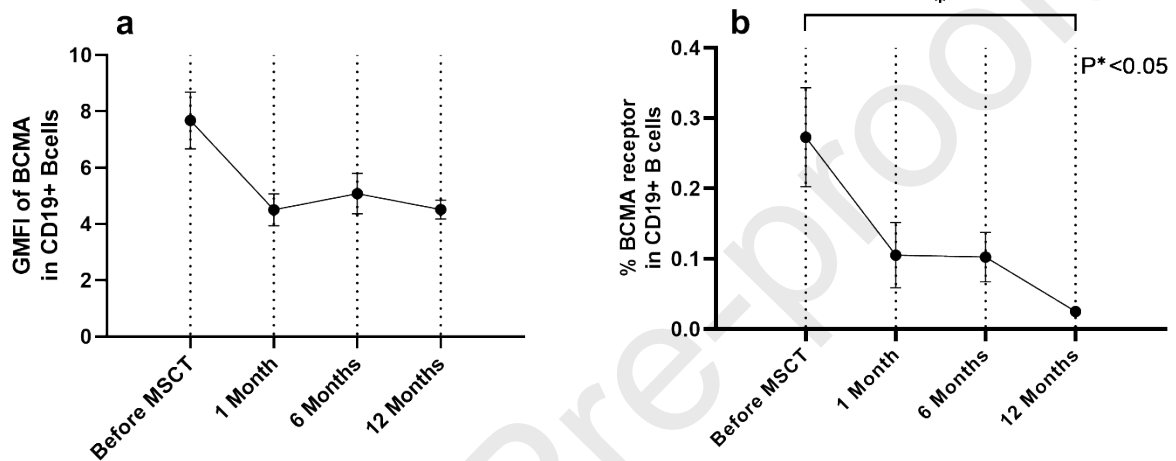 a
10
8
6
4
2
0
GMFI of BCMA
in CD19+ Bcells
Before MSCT
1 Month
6 Months
12 Months
b
*
P*<0.05
0.4
0.3
0.2
0.1
0.0
% BCMA receptor
in CD19+ B cells
Before MSCT
1 Month
6 Months
12 Months
Pre-proo